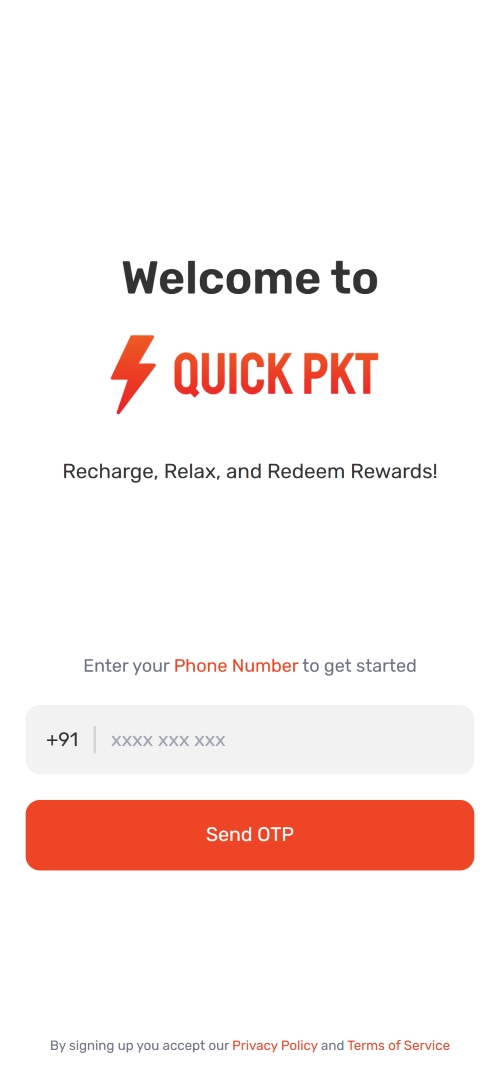 Welcome to
QUICK PKT
Recharge, Relax, and Redeem Rewards!
Enter your Phone Number to get started
+91 xxxx xxx xxx
Send OTP
By signing up you accept our Privacy Policy and Terms of Service